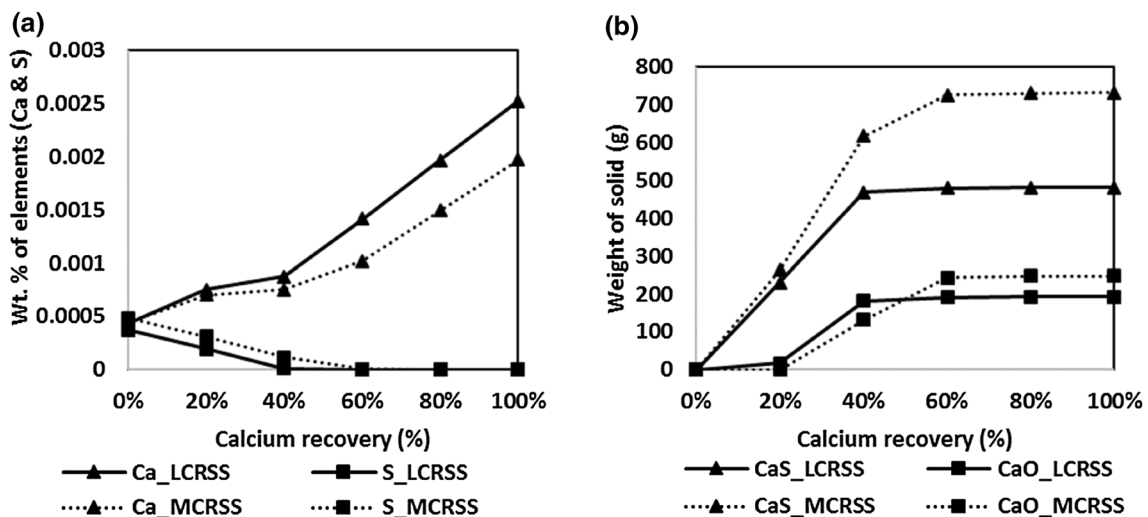 (a)
0.003
0.0025
0.002
0.0015
0.001
0.0005
0
Wt. % of elements (Ca & S)
0% 20% 40% 60% 80% 100%
Calcium recovery (%)
Ca_LCRSS S_LCRSS
Ca_MCRSS S_MCRSS
(b)
800
700
600
500
400
300
200
100
0
Weight of solid (g)
0% 20% 40% 60% 80% 100%
Calcium recovery (%)
CaS_LCRSS CaO_LCRSS
CaS_MCRSS CaO_MCRSS